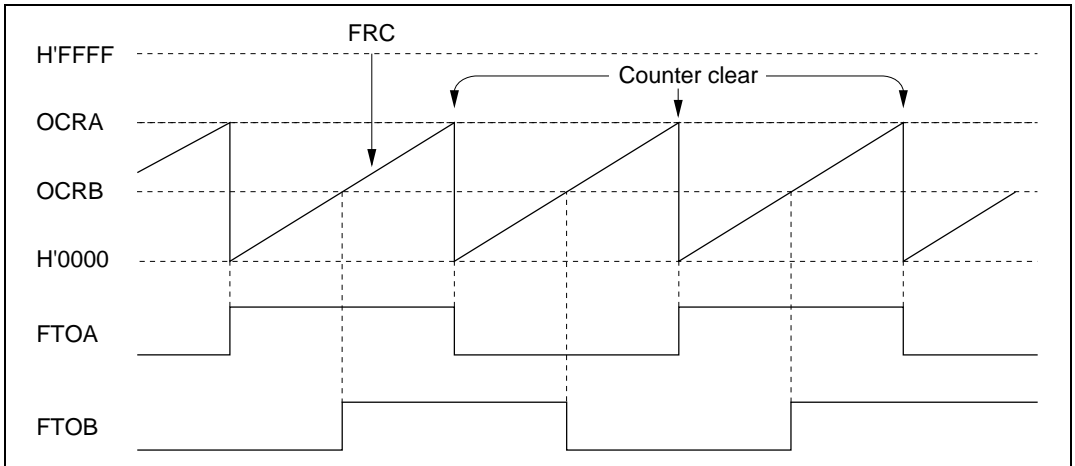 FRC
H'FFFF
Counter clear
OCRA
OCRB
H'0000
FTOA
FTOB